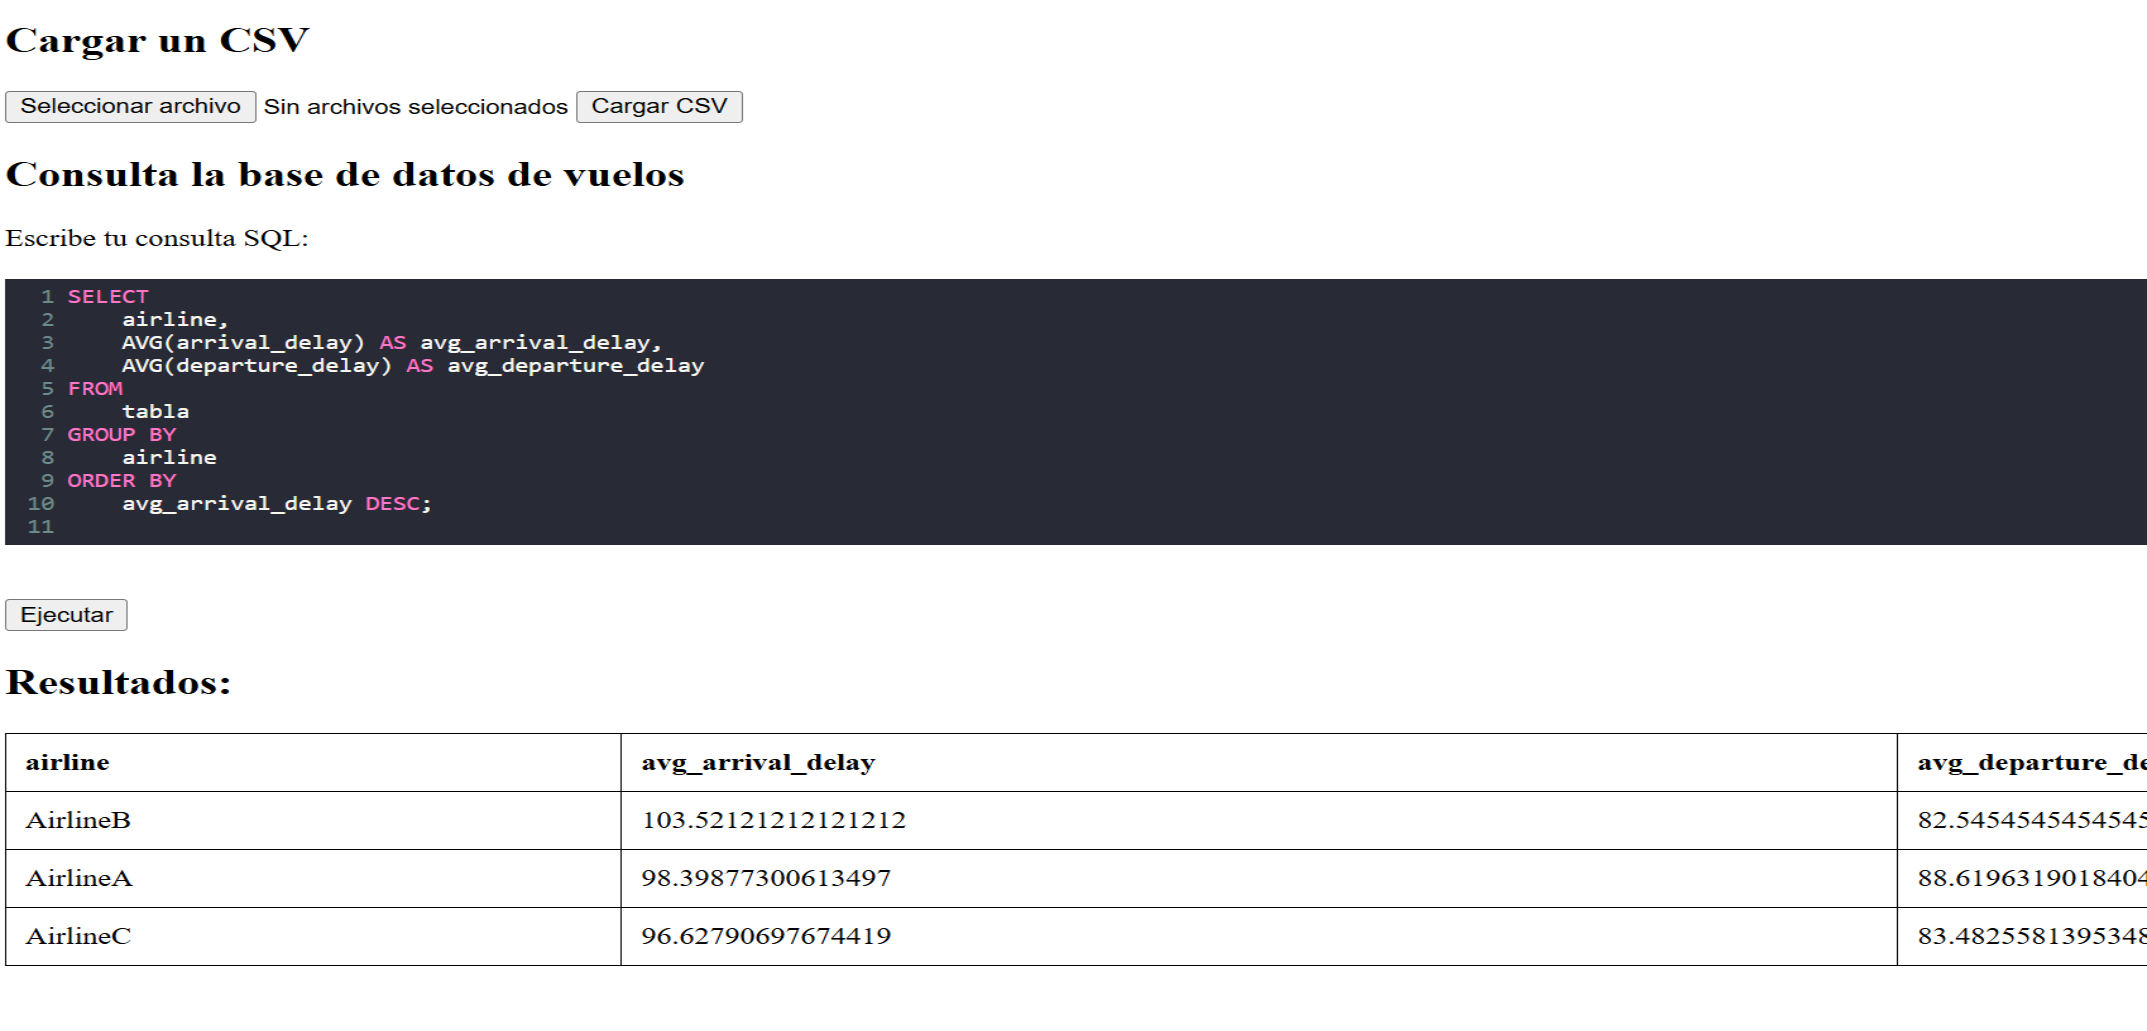 Cargar un CSV
Seleccionar archivo Sin archivos seleccionados Cargar CSV
Consulta la base de datos de vuelos
Escribe tu consulta SQL:
1 SELECT
2     airline,
3     AVG(arrival_delay) AS avg_arrival_delay,
4     AVG(departure_delay) AS avg_departure_delay
5 FROM
6     tabla
7 GROUP BY
8     airline
9 ORDER BY
10     avg_arrival_delay DESC;
11
Ejecutar
Resultados:
airline avg_arrival_delay avg_departure_de
AirlineB 103.52121212121212 82.5454545454545
AirlineA 98.39877300613497 88.6196319018404
AirlineC 96.62790697674419 83.4825581395348